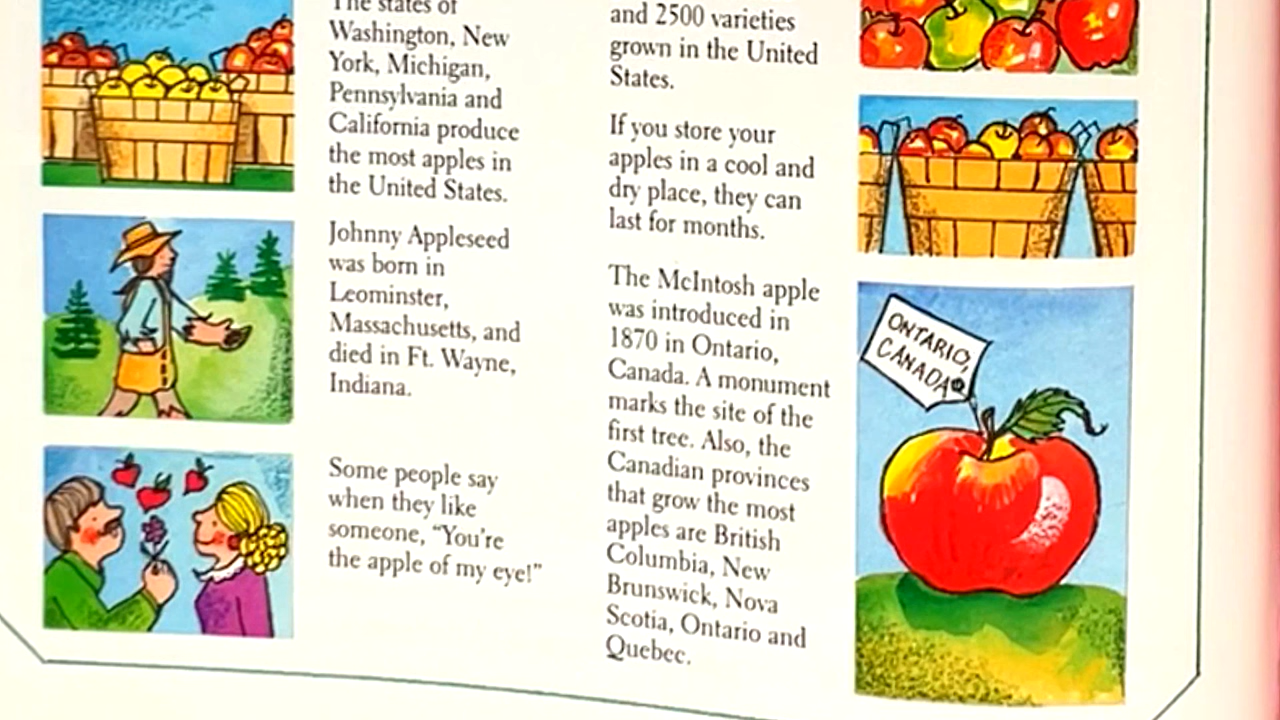 The states of
Washington, New
York, Michigan,
Pennsylvania and
California produce
the most apples in
the United States.
Johnny Appleseed
was born in
Leominster,
Massachusetts, and
died in Ft. Wayne,
Indiana.
Some people say
when they like
someone, “You’re
the apple of my eye!”
and 2500 varieties
grown in the United
States.
If you store your
apples in a cool and
dry place, they can
last for months.
The McIntosh apple
was introduced in
1870 in Ontario,
Canada. A monument
marks the site of the
first tree. Also, the
Canadian provinces
that grow the most
apples are British
Columbia, New
Brunswick, Nova
Scotia, Ontario and
Quebec.
ONTARIO,
CANADA